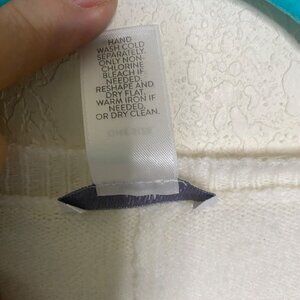 HAND
WASH COLD
SEPARATELY.
ONLY NON-
CHLORINE
BLEACH IF
NEEDED.
RESHAPE AND
DRY FLAT.
WARM IRON IF
NEEDED.
OR DRY CLEAN.